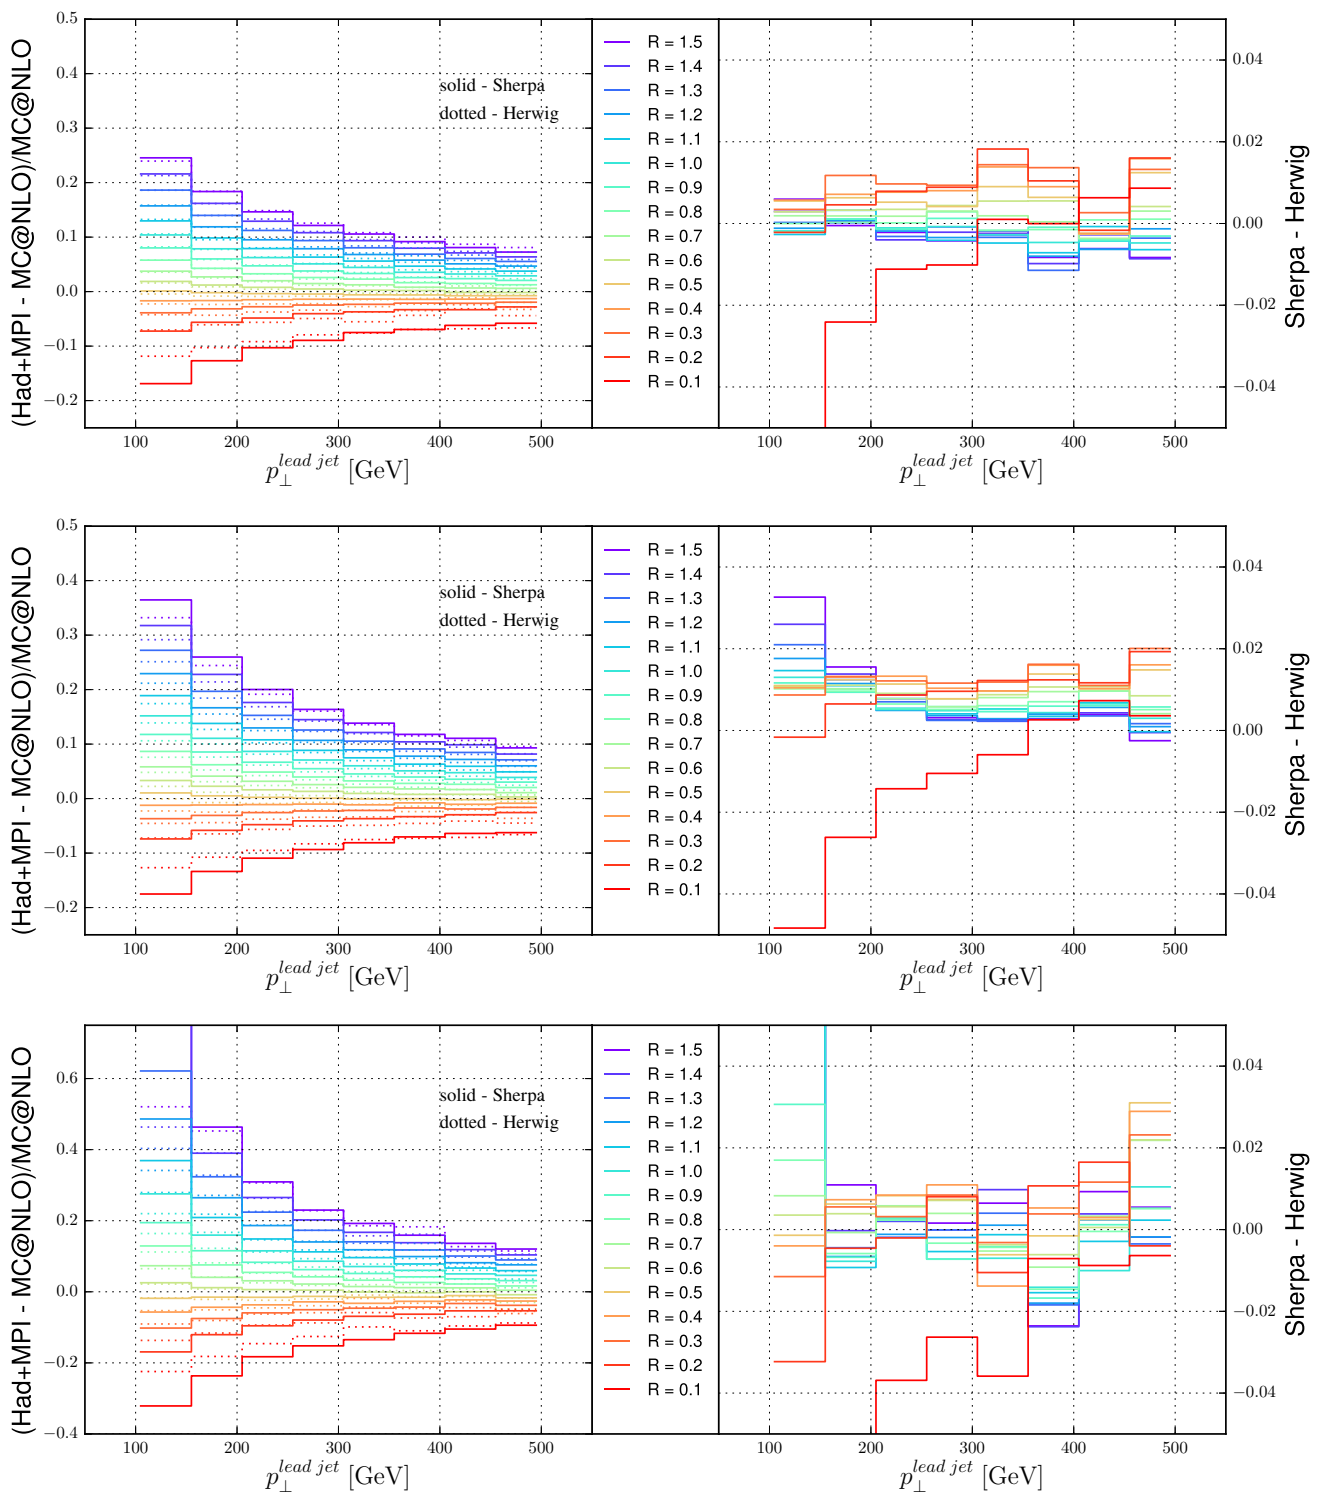 (Had+MPI - MC@NLO)/MC@NLO
0.5
0.4
0.3
0.2
0.1
0.0
−0.1
−0.2
solid - Sherpa
dotted - Herwig
100 200 300 400 500
p⊥^{lead jet} [GeV]
R = 1.5
R = 1.4
R = 1.3
R = 1.2
R = 1.1
R = 1.0
R = 0.9
R = 0.8
R = 0.7
R = 0.6
R = 0.5
R = 0.4
R = 0.3
R = 0.2
R = 0.1
0.04
0.02
0.00
−0.02
−0.04
Sherpa - Herwig
100 200 300 400 500
p⊥^{lead jet} [GeV]
(Had+MPI - MC@NLO)/MC@NLO
0.5
0.4
0.3
0.2
0.1
0.0
−0.1
−0.2
solid - Sherpa
dotted - Herwig
100 200 300 400 500
p⊥^{lead jet} [GeV]
R = 1.5
R = 1.4
R = 1.3
R = 1.2
R = 1.1
R = 1.0
R = 0.9
R = 0.8
R = 0.7
R = 0.6
R = 0.5
R = 0.4
R = 0.3
R = 0.2
R = 0.1
0.04
0.02
0.00
−0.02
−0.04
Sherpa - Herwig
100 200 300 400 500
p⊥^{lead jet} [GeV]
(Had+MPI - MC@NLO)/MC@NLO
0.6
0.4
0.2
0.0
−0.2
−0.4
solid - Sherpa
dotted - Herwig
100 200 300 400 500
p⊥^{lead jet} [GeV]
R = 1.5
R = 1.4
R = 1.3
R = 1.2
R = 1.1
R = 1.0
R = 0.9
R = 0.8
R = 0.7
R = 0.6
R = 0.5
R = 0.4
R = 0.3
R = 0.2
R = 0.1
0.04
0.02
0.00
−0.02
−0.04
Sherpa - Herwig
100 200 300 400 500
p⊥^{lead jet} [GeV]